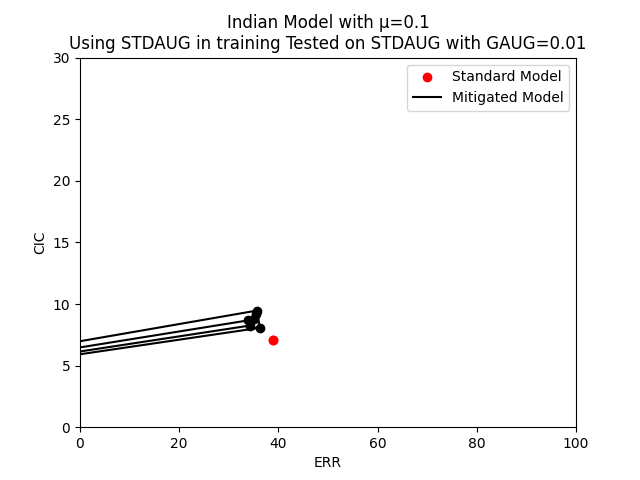 Indian Model with μ=0.1
Using STDAUG in training Tested on STDAUG with GAUG=0.01
Standard Model
Mitigated Model
30
25
20
15
10
5
0
CIC
0 20 40 60 80 100
ERR